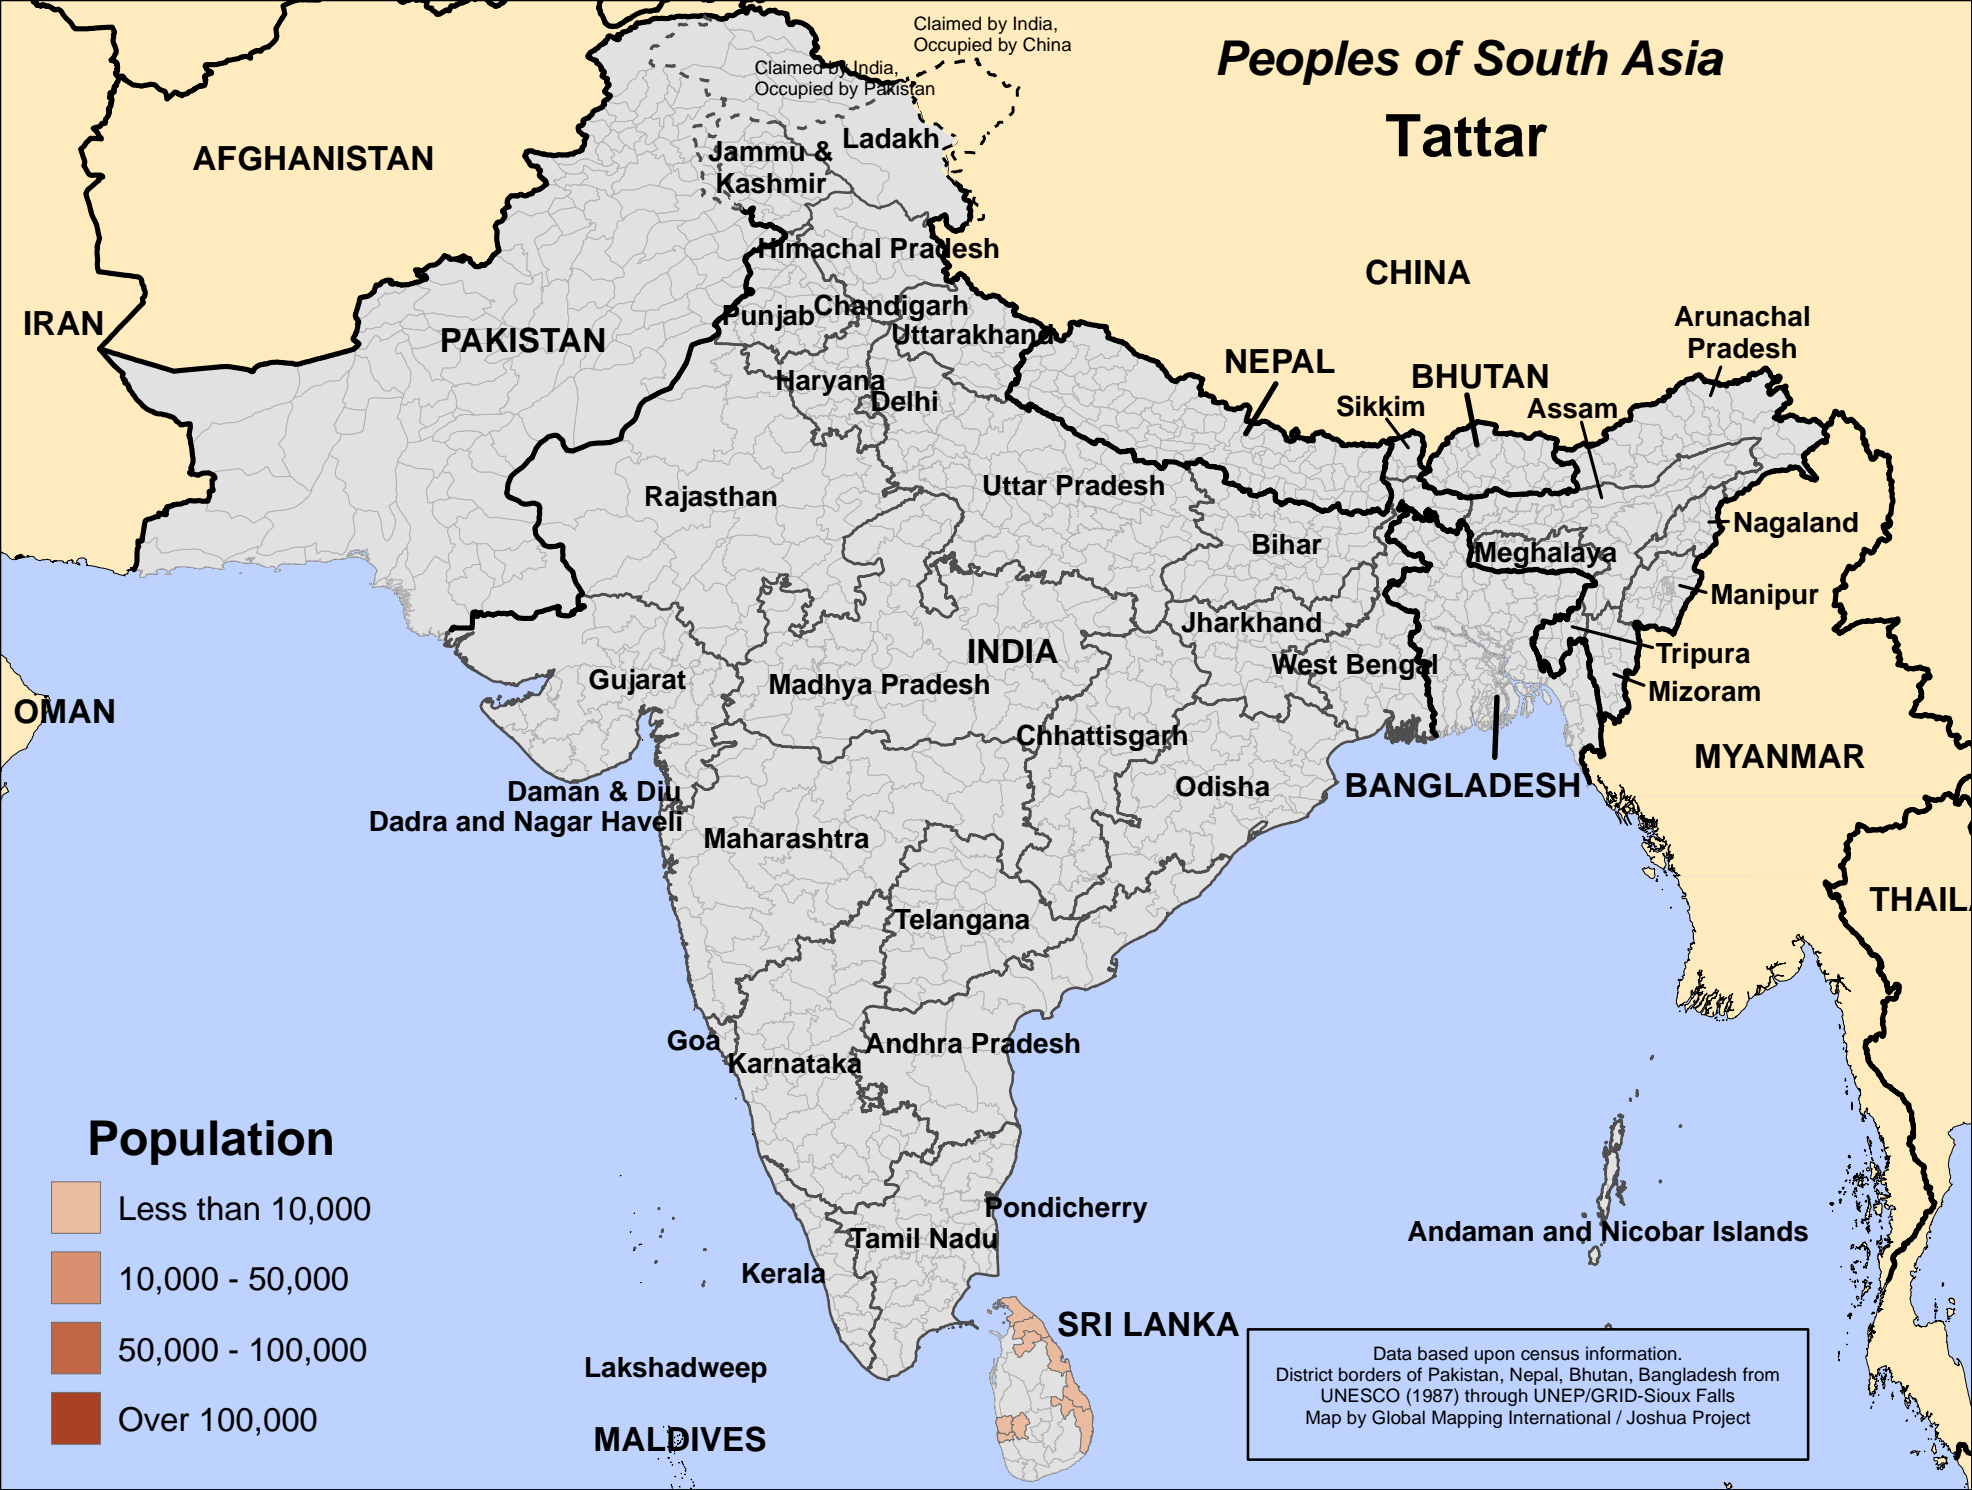 Claimed by India,
Occupied by China
Peoples of South Asia
Claimed by India,
Occupied by Pakistan
Tattar
AFGHANISTAN
Ladakh
Jammu &
Kashmir
Himachal Pradesh
CHINA
IRAN
PAKISTAN
Punjab
Chandigarh
Uttarakhand
Arunachal
Pradesh
NEPAL
BHUTAN
Haryana
Delhi
Sikkim
Assam
Rajasthan
Uttar Pradesh
Nagaland
Bihar
Meghalaya
Manipur
Jharkhand
INDIA
Tripura
West Bengal
Gujarat
Madhya Pradesh
Mizoram
OMAN
Chhattisgarh
MYANMAR
Odisha
BANGLADESH
Daman & Diu
Dadra and Nagar Haveli
Maharashtra
THAILA
Telangana
Goa
Karnataka
Andhra Pradesh
Pondicherry
Tamil Nadu
Andaman and Nicobar Islands
Kerala
SRI LANKA
Lakshadweep
MALDIVES
Population
Less than 10,000
10,000 - 50,000
50,000 - 100,000
Over 100,000
Data based upon census information.
District borders of Pakistan, Nepal, Bhutan, Bangladesh from
UNESCO (1987) through UNEP/GRID-Sioux Falls
Map by Global Mapping International / Joshua Project